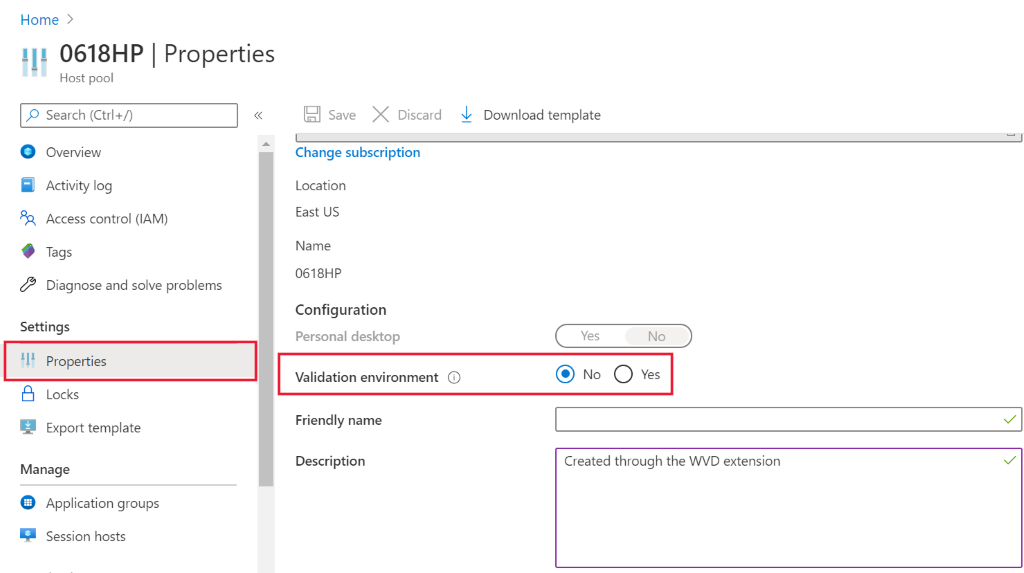 Home >
0618HP | Properties
Host pool
Search (Ctrl+/)
«
Save
Discard
Download template
Overview
Activity log
Access control (IAM)
Tags
Diagnose and solve problems
Settings
Properties
Locks
Export template
Manage
Application groups
Session hosts
Change subscription
Location
East US
Name
0618HP
Configuration
Personal desktop Yes No
Validation environment No Yes
Friendly name
Description Created through the WVD extension